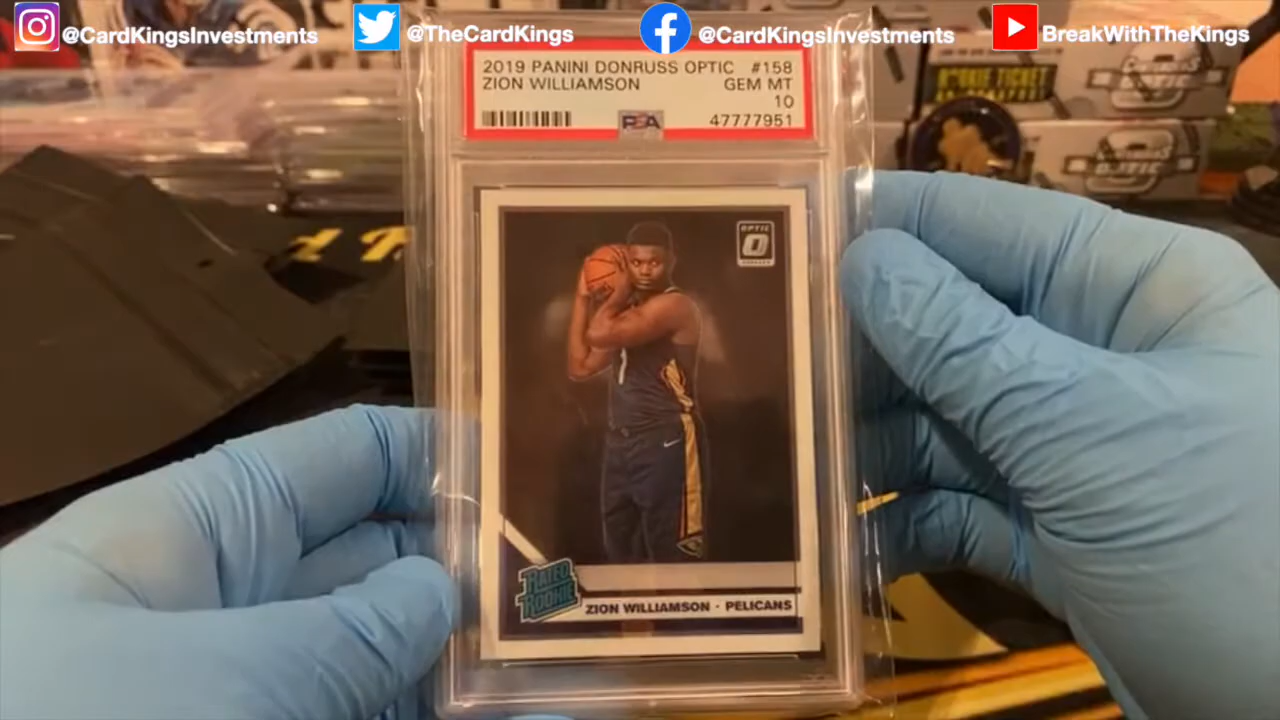 @CardKingsInvestments
@TheCardKings
@CardKingsInvestments
BreakWithTheKings
2019 PANINI DONRUSS OPTIC #158
ZION WILLIAMSON GEM MT
10
PSA 47777951
OPTIC
O
RATED
ROOKIE
ZION WILLIAMSON · PELICANS
OPTIC